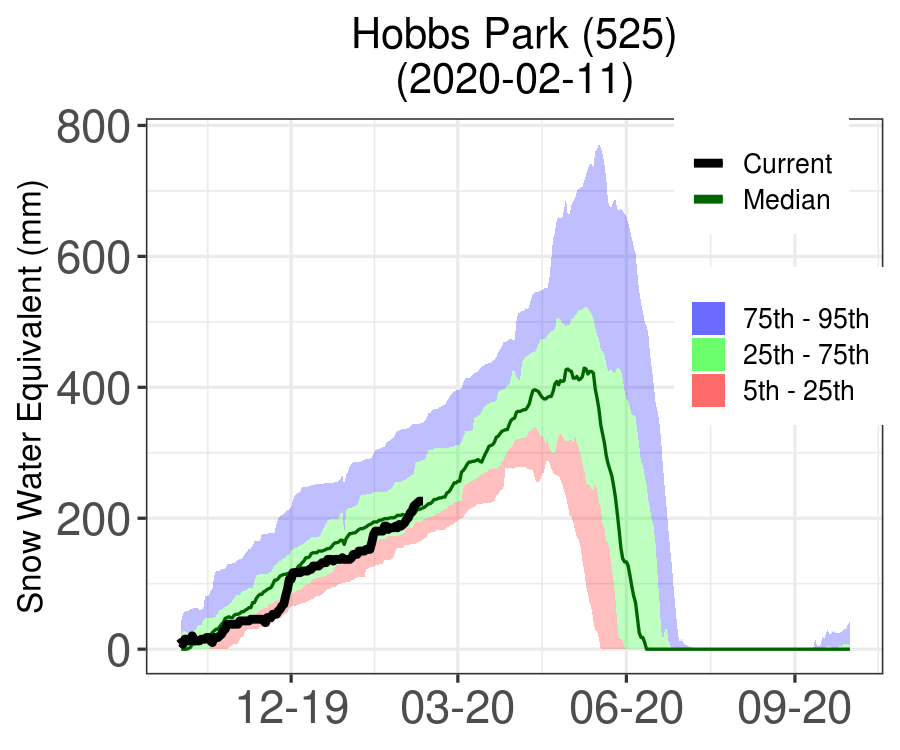 Hobbs Park (525)
(2020-02-11)
Snow Water Equivalent (mm)
800
600
400
200
0
12-19
03-20
06-20
09-20
Current
Median
75th - 95th
25th - 75th
5th - 25th